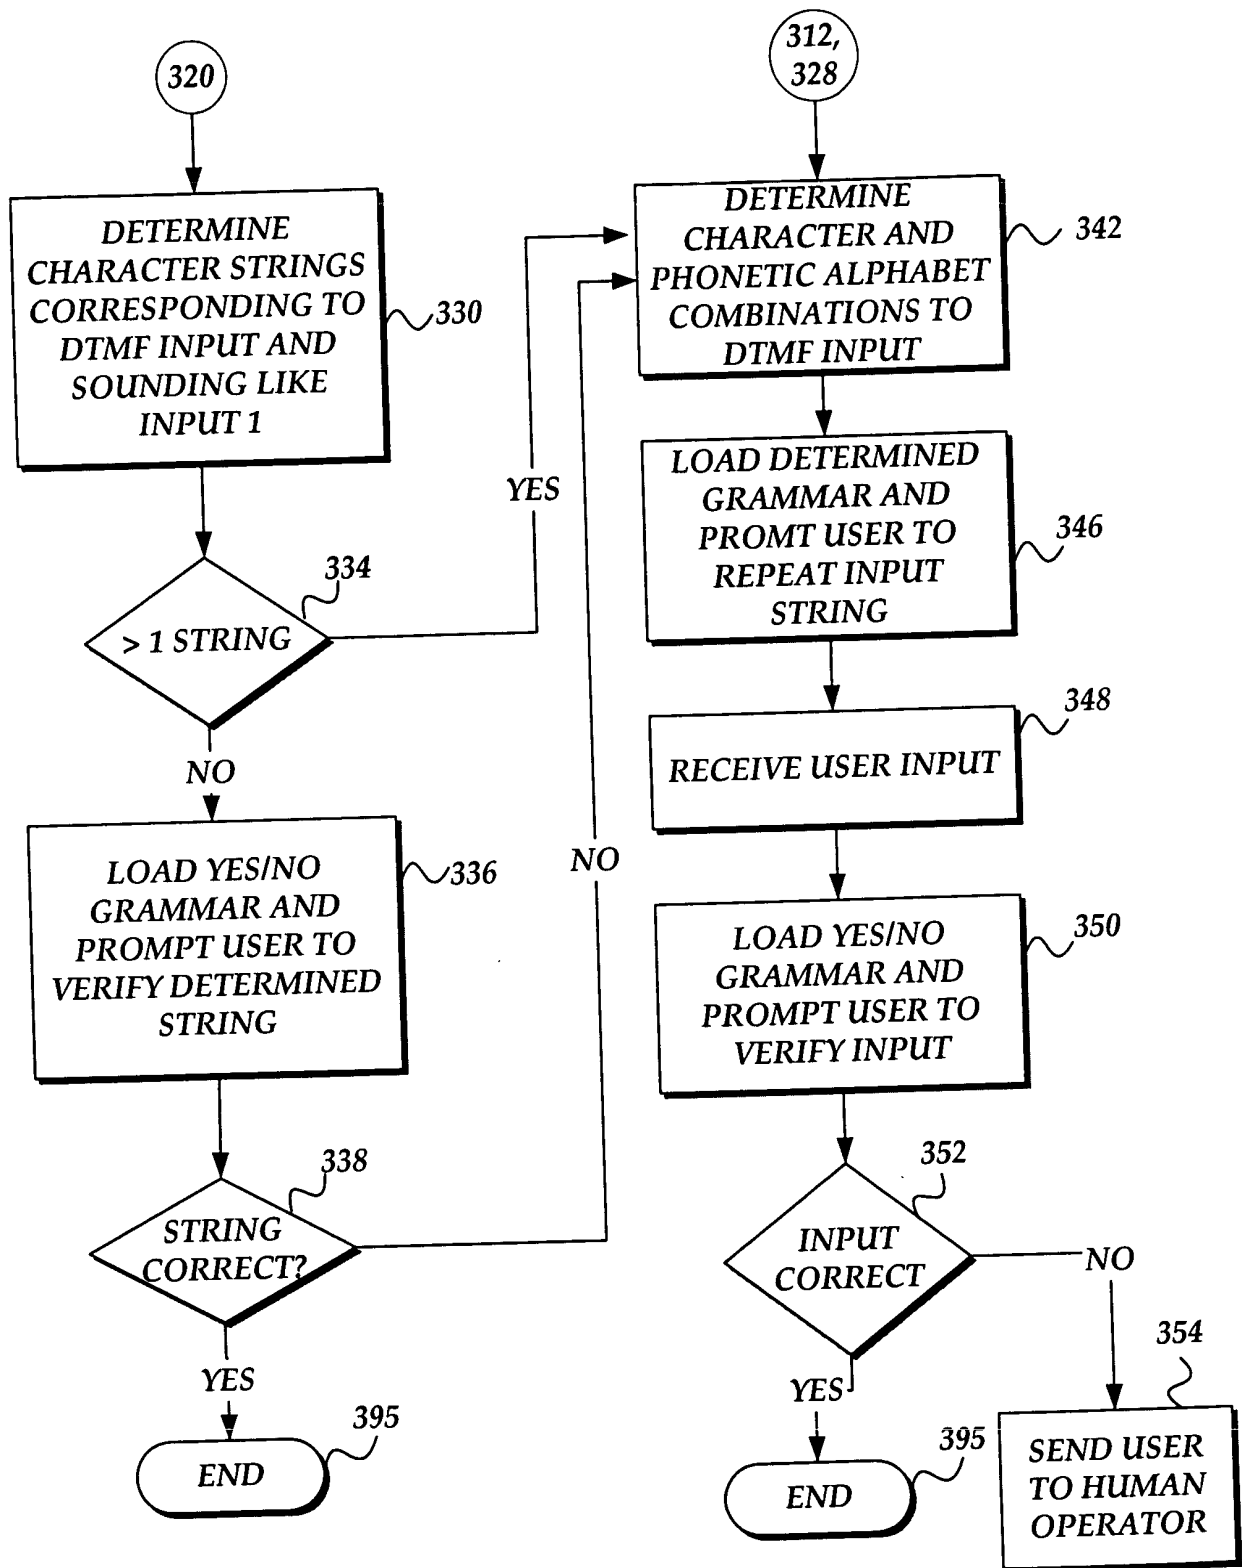 320
DETERMINE
CHARACTER STRINGS
CORRESPONDING TO
DTMF INPUT AND
SOUNDING LIKE
INPUT 1
330
> 1 STRING
334
YES
NO
LOAD YES/NO
GRAMMAR AND
PROMPT USER TO
VERIFY DETERMINED
STRING
336
STRING
CORRECT?
338
NO
YES
END
395
312,
328
DETERMINE
CHARACTER AND
PHONETIC ALPHABET
COMBINATIONS TO
DTMF INPUT
342
LOAD DETERMINED
GRAMMAR AND
PROMT USER TO
REPEAT INPUT
STRING
346
RECEIVE USER INPUT
348
LOAD YES/NO
GRAMMAR AND
PROMPT USER TO
VERIFY INPUT
350
INPUT
CORRECT
352
NO
YES
END
395
SEND USER
TO HUMAN
OPERATOR
354